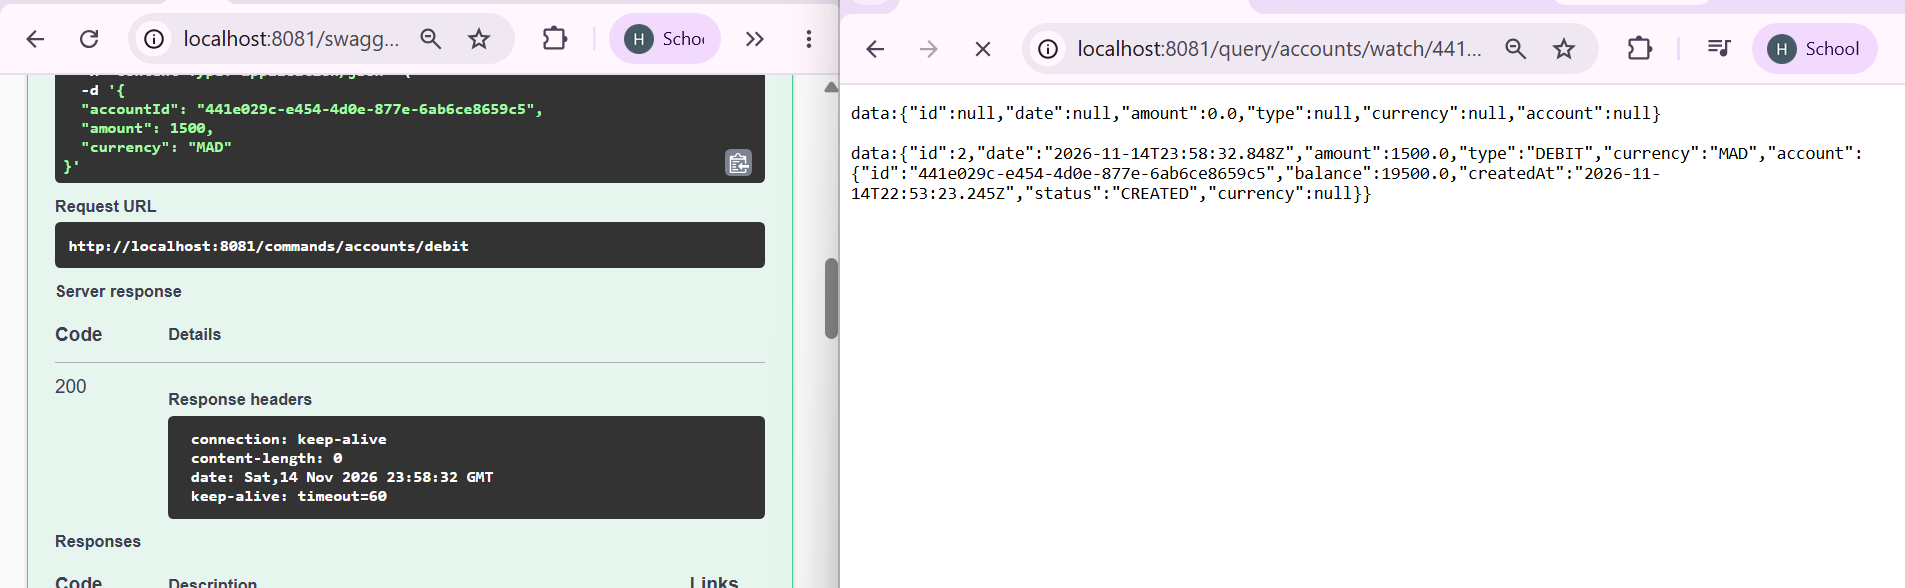 localhost:8081/swagg...
H
-d '{
"accountId": "441e029c-e454-4d0e-877e-6ab6ce8659c5",
"amount": 1500,
"currency": "MAD"
}'
Request URL
http://localhost:8081/commands/accounts/debit
Server response
Code Details
200
Response headers
connection: keep-alive
content-length: 0
date: Sat,14 Nov 2026 23:58:32 GMT
keep-alive: timeout=60
Responses
Code Description Links
localhost:8081/query/accounts/watch/441...
H School
data:{"id":null,"date":null,"amount":0.0,"type":null,"currency":null,"account":null}
data:{"id":2,"date":"2026-11-14T23:58:32.848Z","amount":1500.0,"type":"DEBIT","currency":"MAD","account":
{"id":"441e029c-e454-4d0e-877e-6ab6ce8659c5","balance":19500.0,"createdAt":"2026-11-
14T22:53:23.245Z","status":"CREATED","currency":null}}